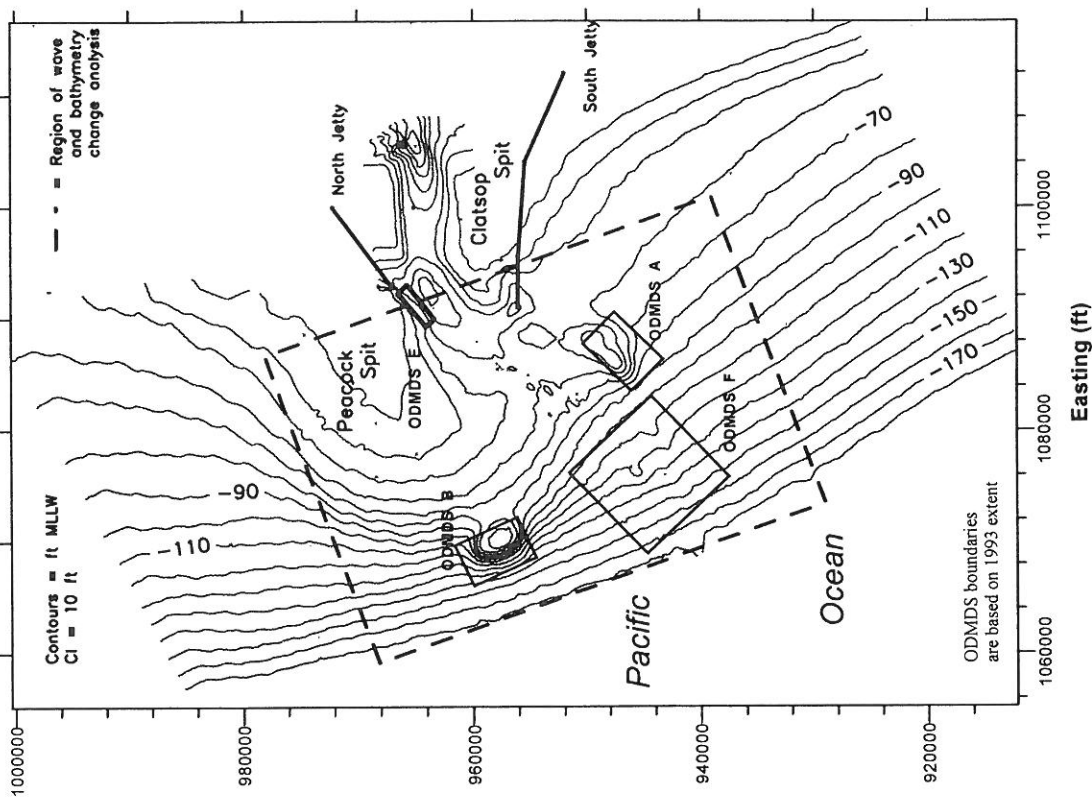 Contours = ft MLLW
CI = 10 ft
— - = Region of wave
and bathymetry
change analysis
North Jetty
South Jetty
Clatsop
Spit
Peacock
Spit
ODMDS E
ODMDS B
ODMDS A
ODMDS F
-90
-110
-70
-90
-110
-130
-150
-170
Pacific
Ocean
ODMDS boundaries
are based on 1993 extent
1000000
980000
960000
940000
920000
1060000
1080000
1100000
Easting (ft)